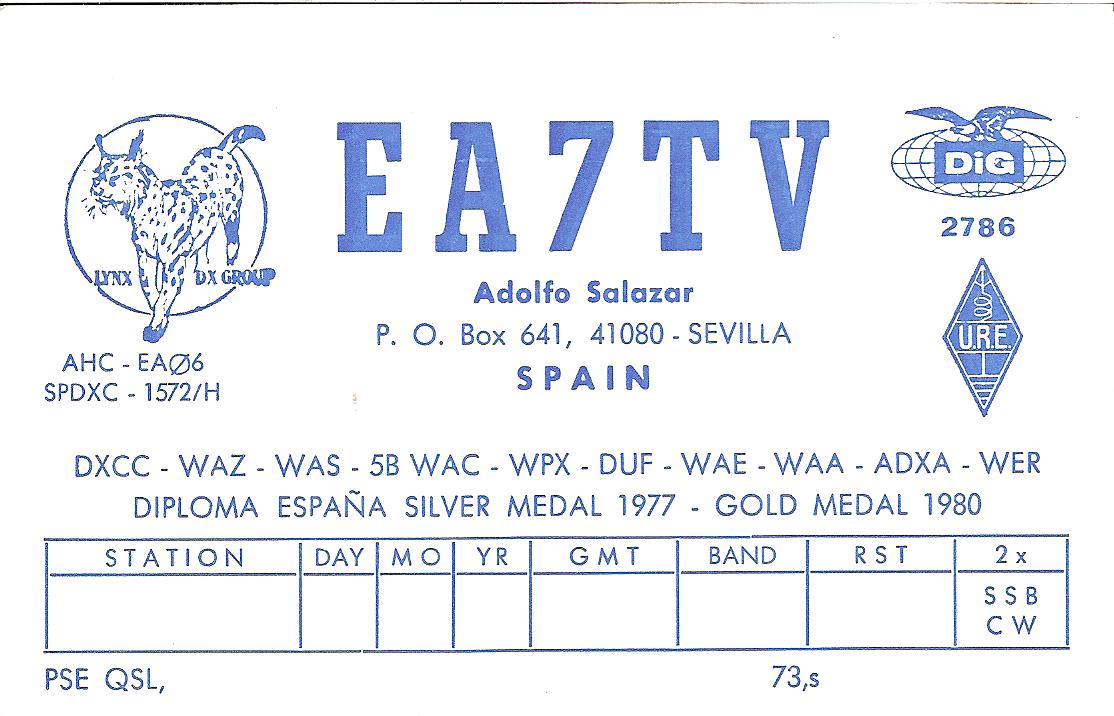 EA7TV
Adolfo Salazar
P. O. Box 641, 41080 - SEVILLA
SPAIN
LYNX DX GROUP
AHC - EAØ6
SPDXC - 1572/H
DiG
2786
U.R.E.
DXCC - WAZ - WAS - 5B WAC - WPX - DUF - WAE - WAA - ADXA - WER
DIPLOMA ESPAÑA SILVER MEDAL 1977 - GOLD MEDAL 1980
STATION DAY MO YR GMT BAND RST 2x
SSB
CW
PSE QSL, 73,s